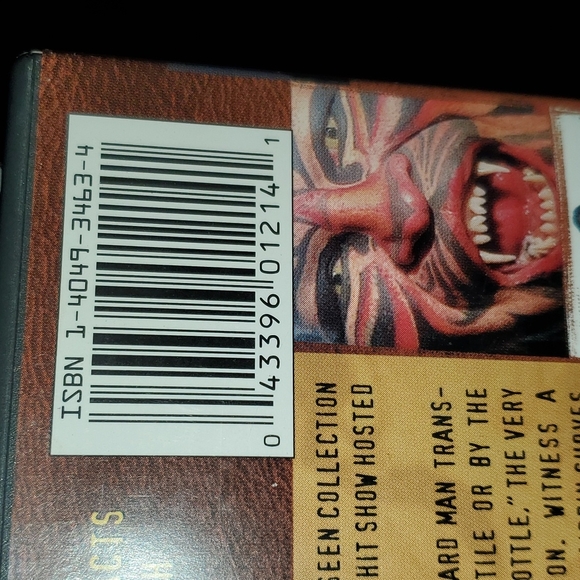 ISBN 1-4049-3463-4
0 43396 01214 1
CTS
SEEN COLLECTION
HIT SHOW HOSTED
ARD MAN TRANS-
TILE OR BY THE
OTTLE," THE VERY
ON. WITNESS A